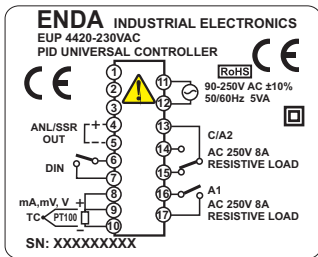 ENDA INDUSTRIAL ELECTRONICS
EUP 4420-230VAC
PID UNIVERSAL CONTROLLER
CE
CE
RoHS
90-250V AC ±10%
50/60Hz 5VA
1
2
3
4
5
6
7
8
9
10
11
12
13
14
15
16
17
ANL/SSR
OUT
+
−
DIN
mA,mV, V
+
TC
PT100
−
C/A2
AC 250V 8A
RESISTIVE LOAD
A1
AC 250V 8A
RESISTIVE LOAD
SN: XXXXXXXXX